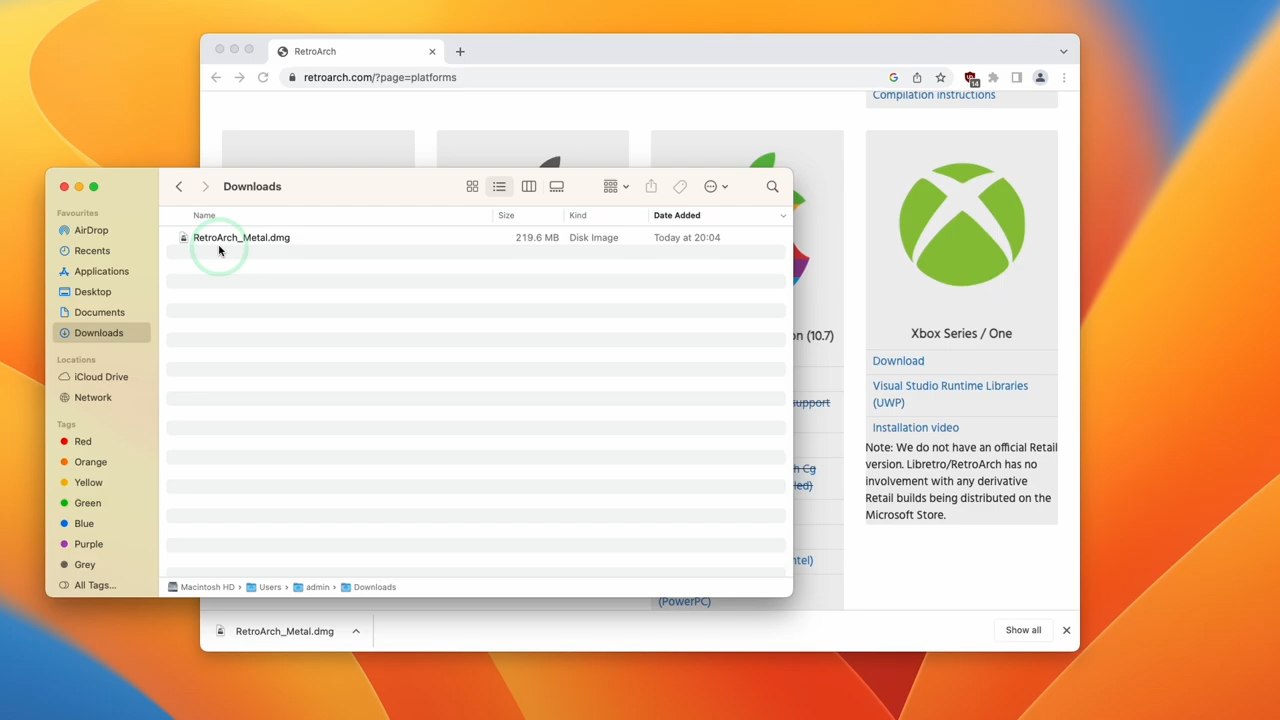 RetroArch
retroarch.com/?page=platforms
14
Compilation instructions
Downloads
Favourites
AirDrop
Recents
Applications
Desktop
Documents
Downloads
Locations
iCloud Drive
Network
Tags
Red
Orange
Yellow
Green
Blue
Purple
Grey
All Tags...
Name Size Kind Date Added
RetroArch_Metal.dmg 219.6 MB Disk Image Today at 20:04
Macintosh HD › Users › admin › Downloads
on (10.7)
support
h Cg
led)
ntel)
(PowerPC)
Xbox Series / One
Download
Visual Studio Runtime Libraries
(UWP)
Installation video
Note: We do not have an official Retail
version. Libretro/RetroArch has no
involvement with any derivative
Retail builds being distributed on the
Microsoft Store.
RetroArch_Metal.dmg
Show all